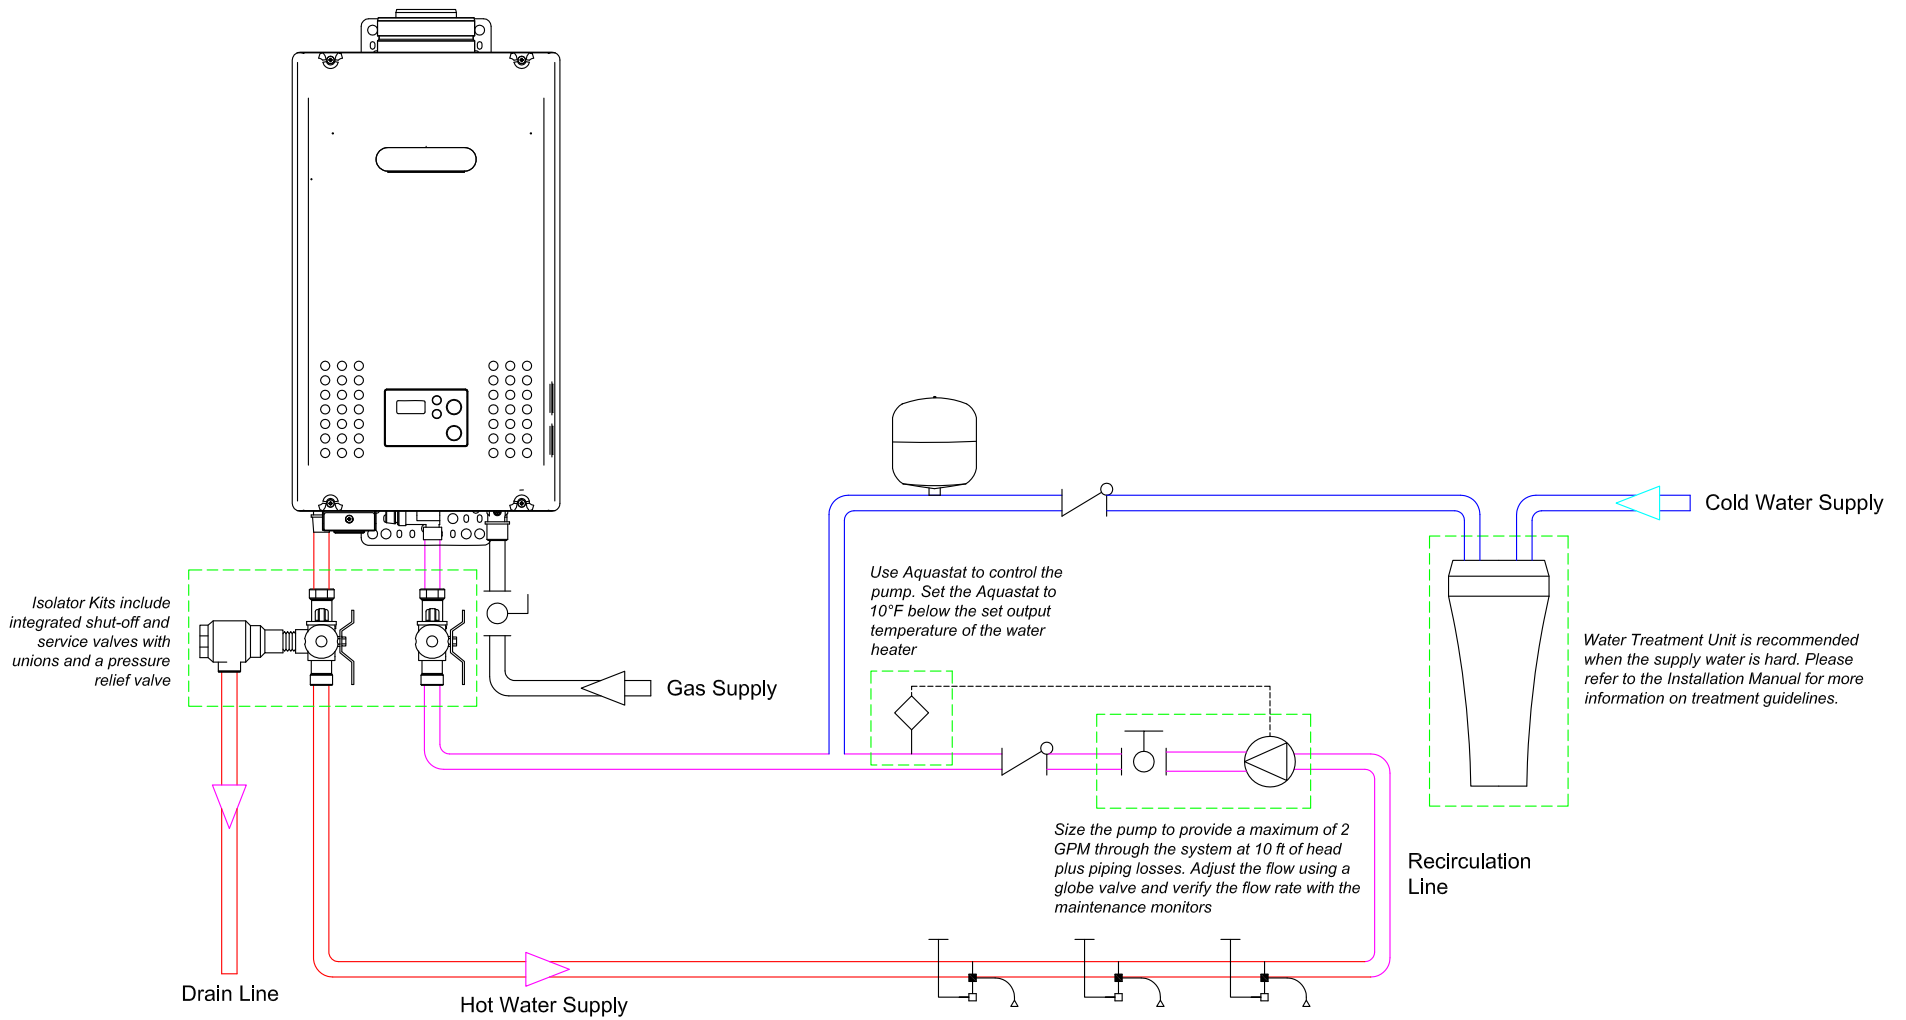 Cold Water Supply
Use Aquastat to control the
pump. Set the Aquastat to
10°F below the set output
temperature of the water
heater
Isolator Kits include
integrated shut-off and
service valves with
unions and a pressure
relief valve
Water Treatment Unit is recommended
when the supply water is hard. Please
refer to the Installation Manual for more
information on treatment guidelines.
Gas Supply
Size the pump to provide a maximum of 2
GPM through the system at 10 ft of head
plus piping losses. Adjust the flow using a
globe valve and verify the flow rate with the
maintenance monitors
Recirculation
Line
Drain Line
Hot Water Supply